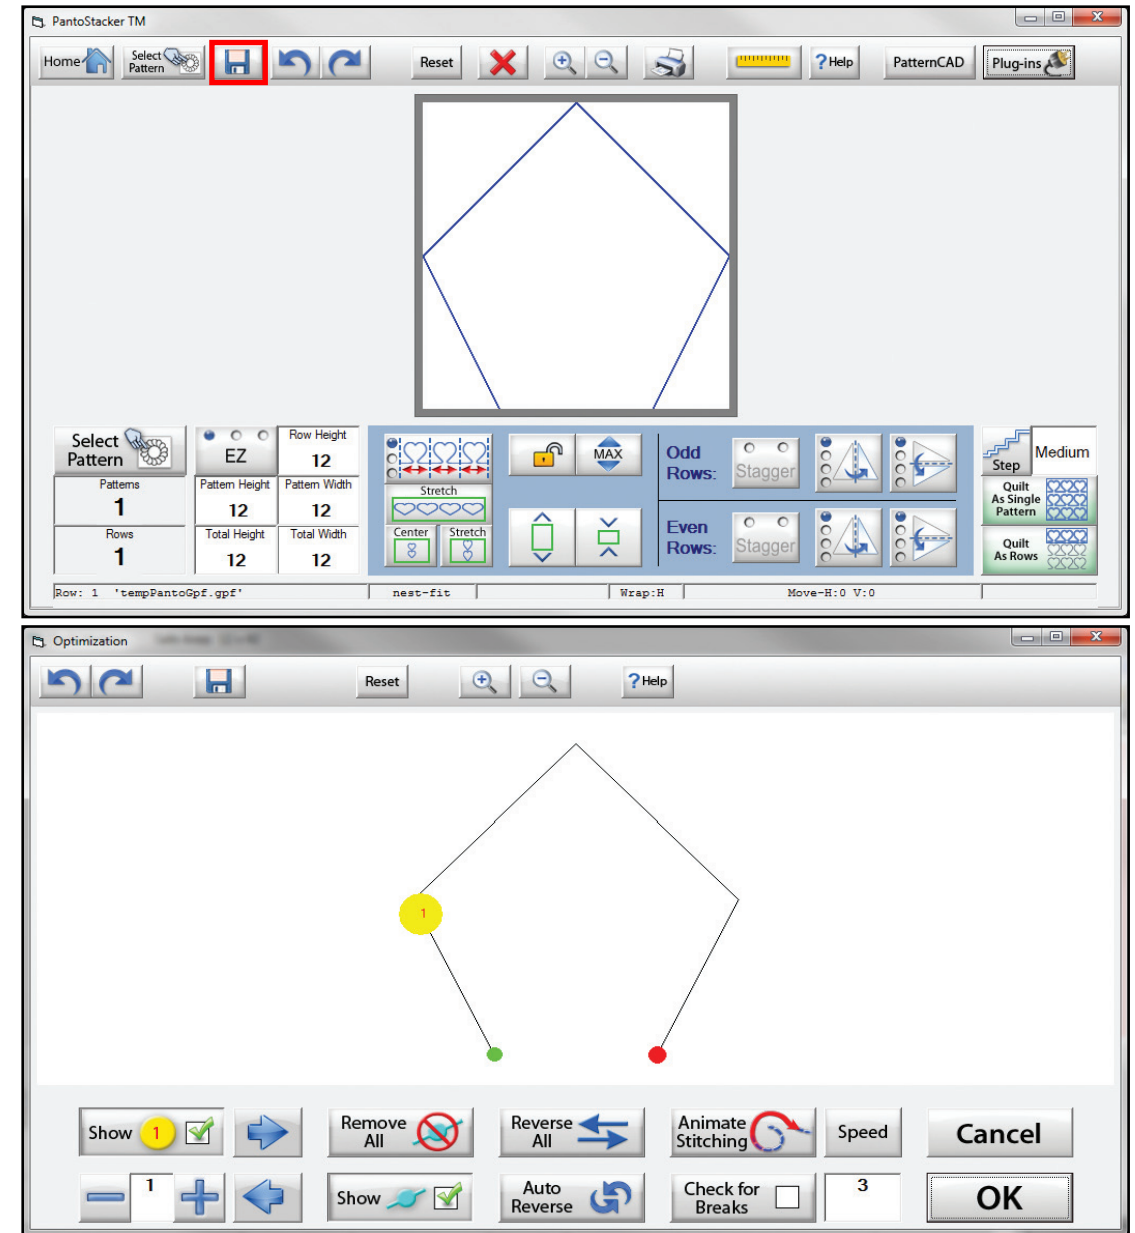 PantoStacker TM
Home
Select
Pattern
Reset
? Help
PatternCAD
Plug-ins
Select
Pattern
EZ
Row Height
12
Patterns
1
Pattern Height
12
Pattern Width
12
Rows
1
Total Height
12
Total Width
12
Stretch
Center
Stretch
MAX
Odd
Rows:
Stagger
Even
Rows:
Stagger
Step
Medium
Quilt
As Single
Pattern
Quilt
As Rows
Row: 1 'tempPantoGpf.gpf'
nest-fit
Wrap:H
Move-H:0 V:0
Optimization
Reset
? Help
1
Show 1
Remove
All
Reverse
All
Animate
Stitching
Speed
Cancel
1
Show
Auto
Reverse
Check for
Breaks
3
OK